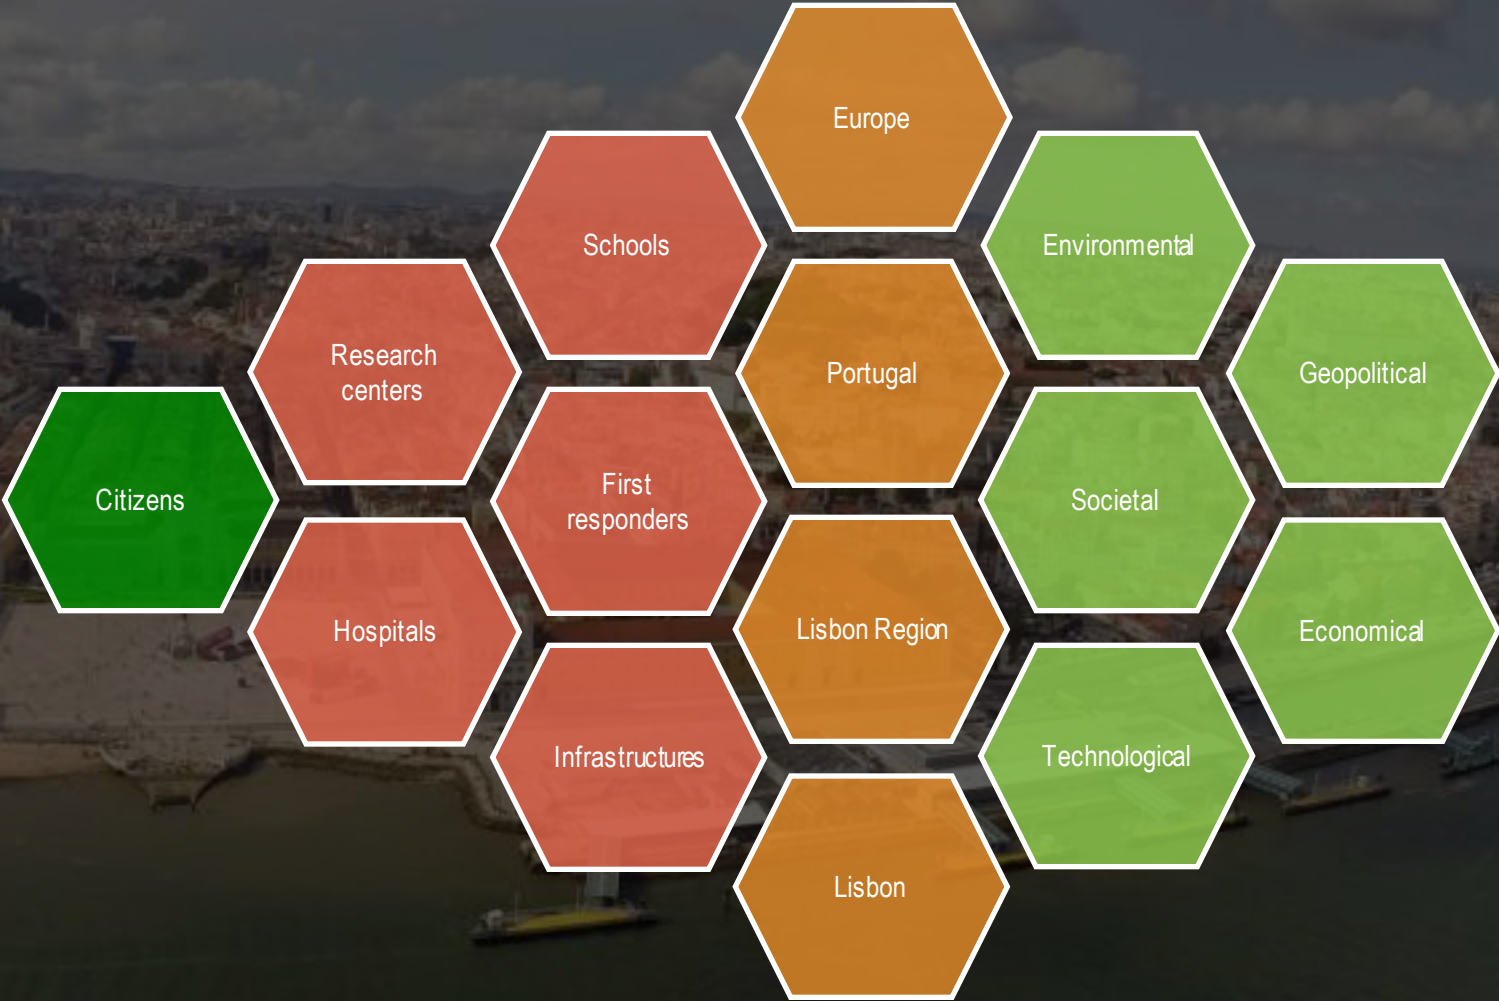 Europe
Schools
Environmental
Research
centers
Portugal
Geopolitical
Citizens
First
responders
Societal
Hospitals
Lisbon Region
Economical
Infrastructures
Technological
Lisbon